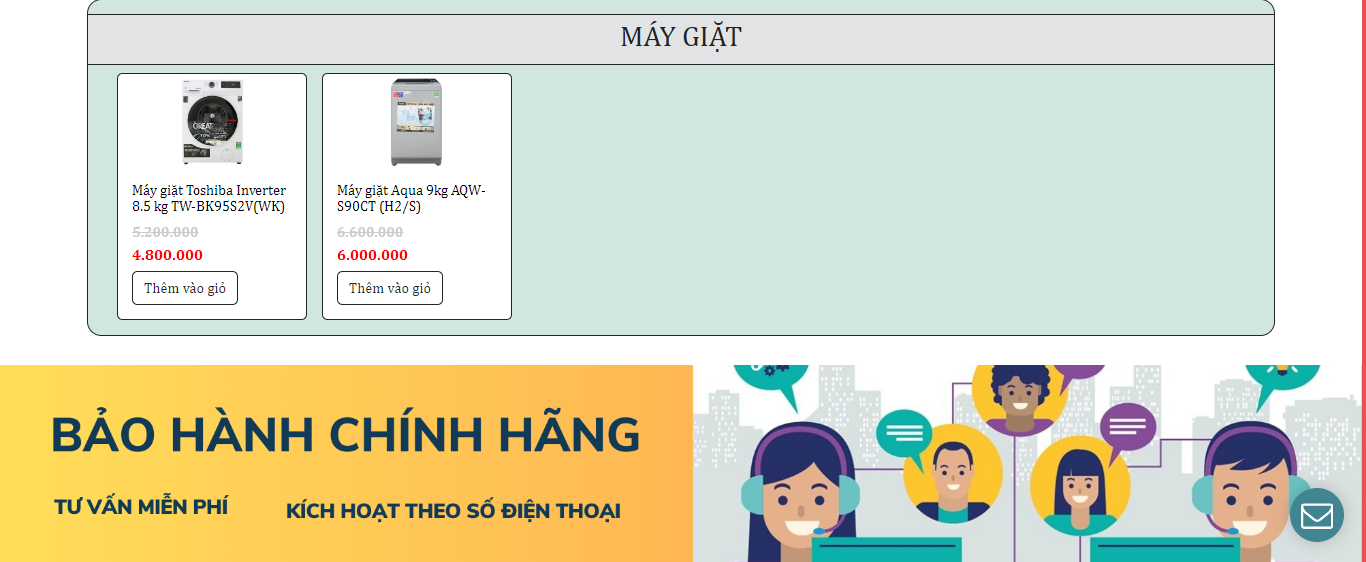 MÁY GIẶT
Máy giặt Toshiba Inverter
8.5 kg TW-BK95S2V(WK)
5.200.000
4.800.000
Thêm vào giỏ
Máy giặt Aqua 9kg AQW-
S90CT (H2/S)
6.600.000
6.000.000
Thêm vào giỏ
BẢO HÀNH CHÍNH HÃNG
TƯ VẤN MIỄN PHÍ
KÍCH HOẠT THEO SỐ ĐIỆN THOẠI